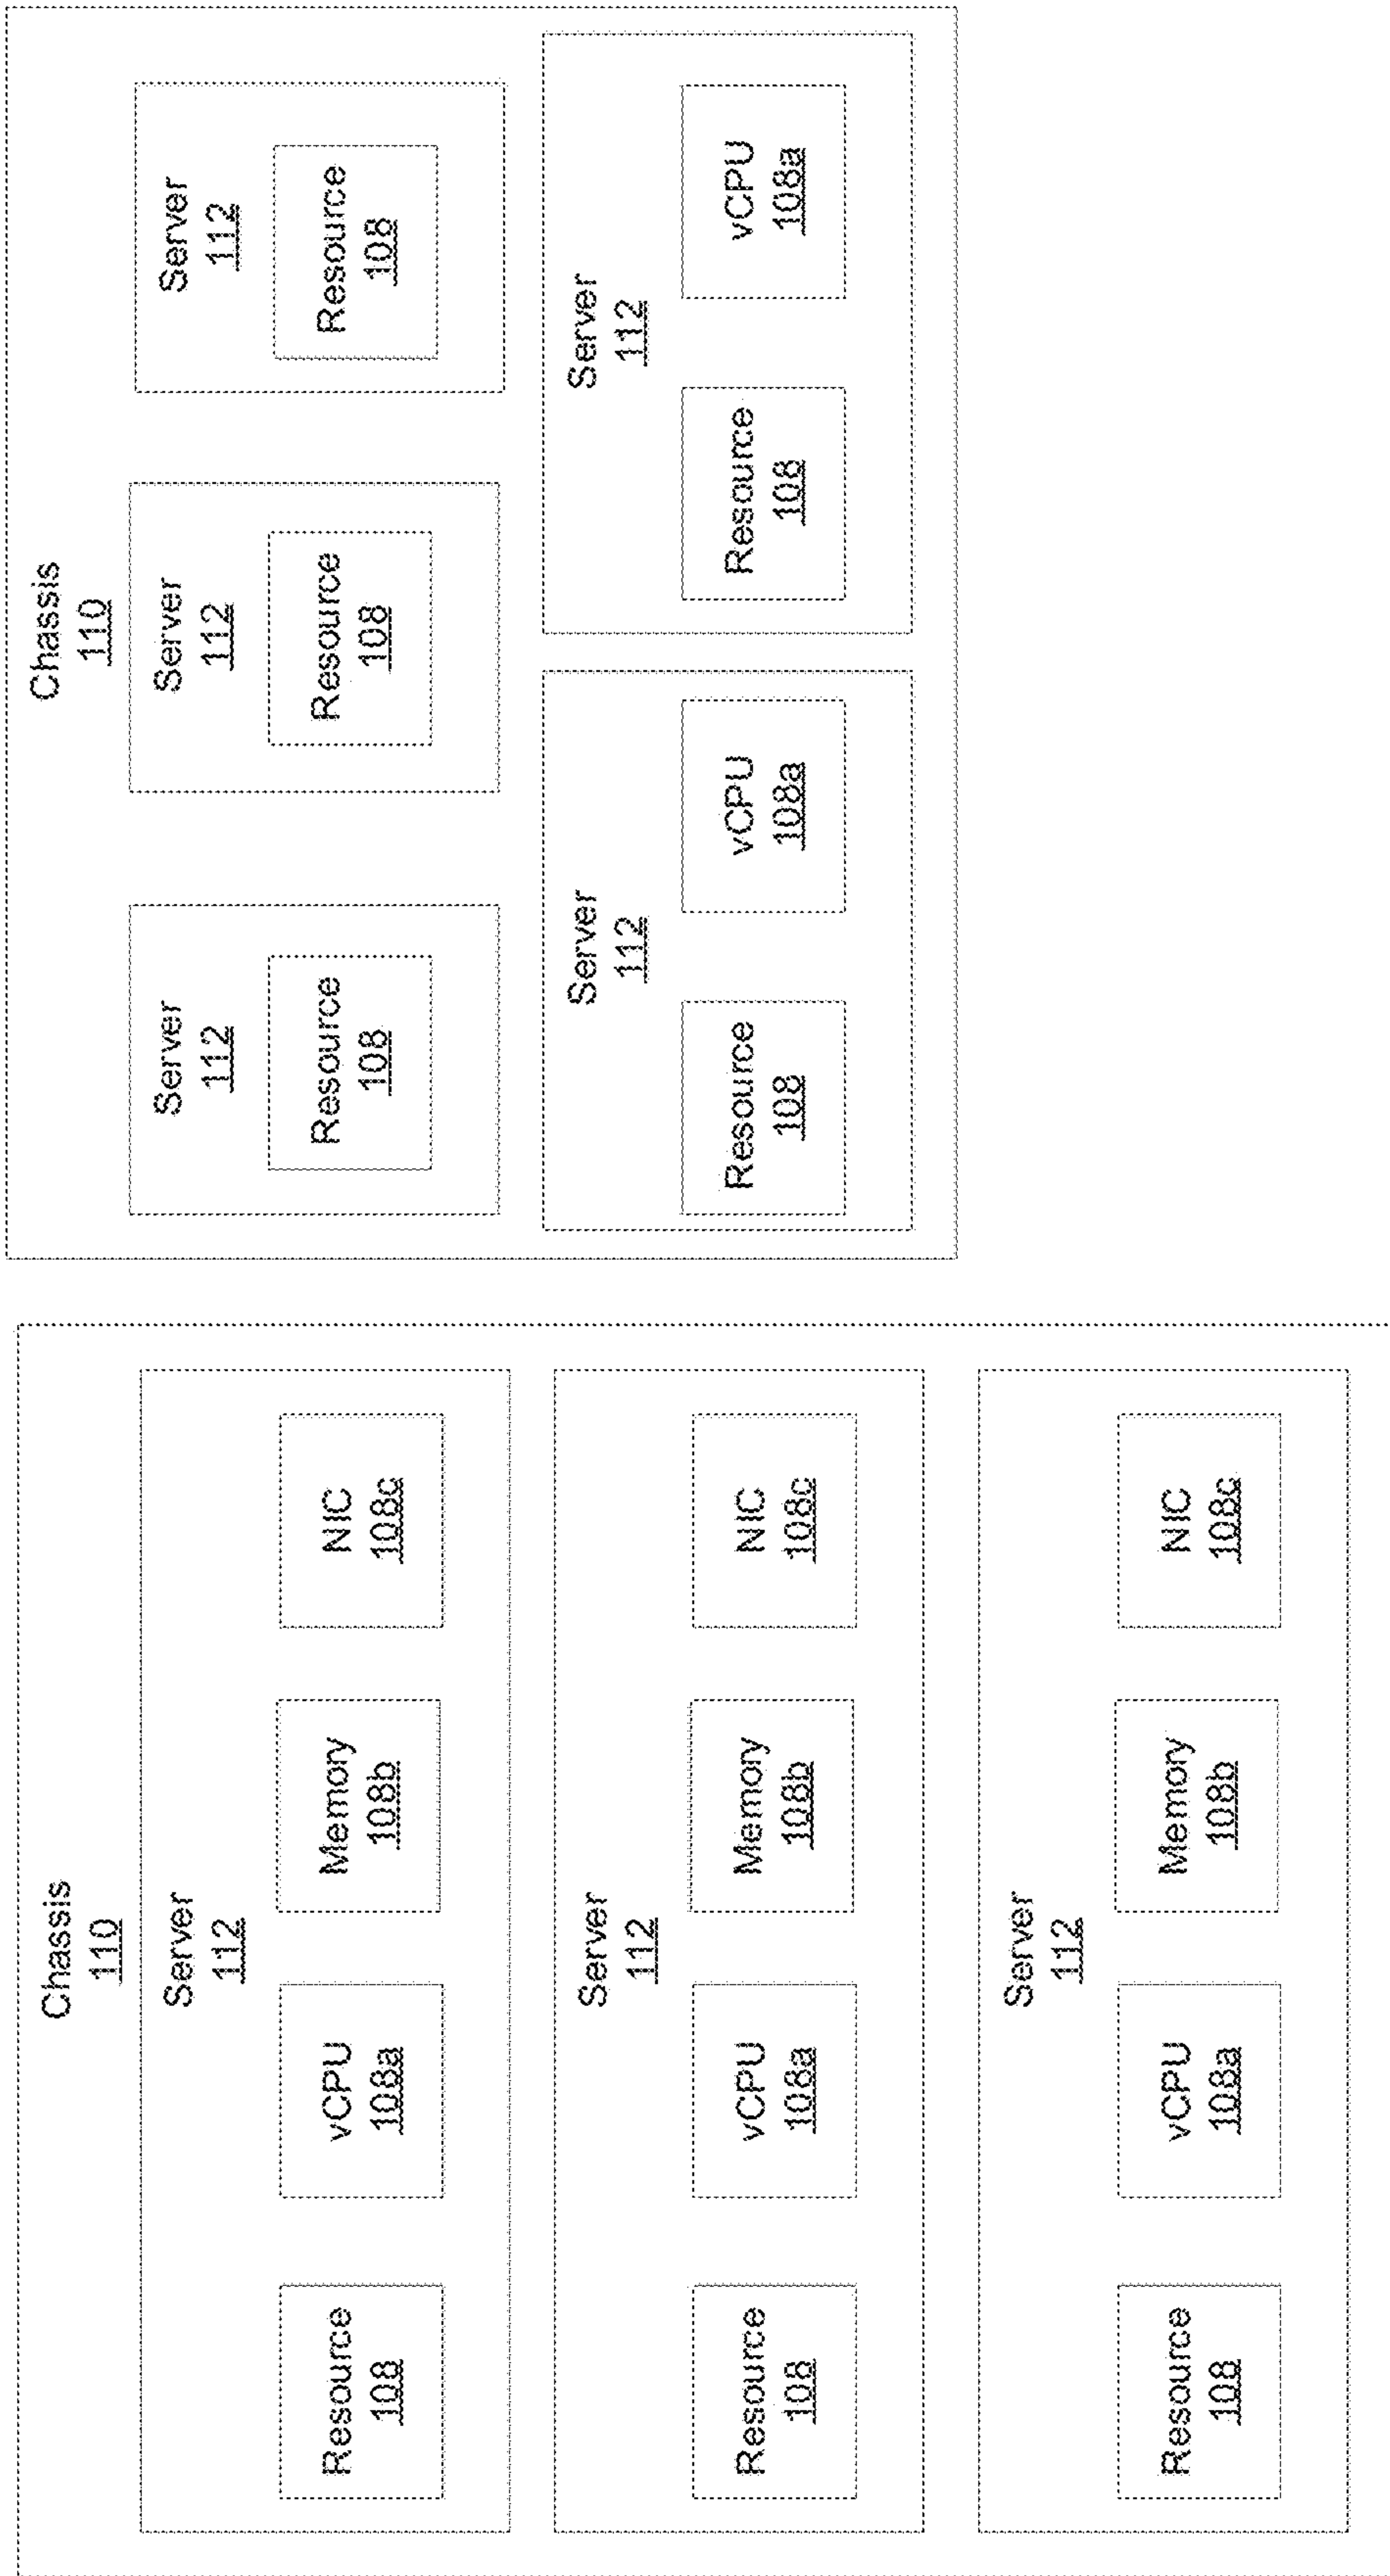 Chassis
110
Server
112
Resource
108
vCPU
108a
Memory
108b
NIC
108c
Server
112
Resource
108
vCPU
108a
Memory
108b
NIC
108c
Server
112
Resource
108
vCPU
108a
Memory
108b
NIC
108c
Chassis
110
Server
112
Resource
108
Server
112
Resource
108
Server
112
Resource
108
Server
112
Resource
108
vCPU
108a
Server
112
Resource
108
vCPU
108a